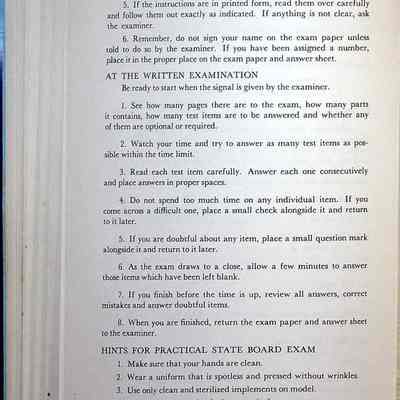 5. If the instructions are in printed form, read them over carefully
and follow them out exactly as indicated. If anything is not clear, ask
the examiner.
6. Remember, do not sign your name on the exam paper unless
told to do so by the examiner. If you have been assigned a number,
place it in the proper place on the exam paper and answer sheet.
AT THE WRITTEN EXAMINATION
Be ready to start when the signal is given by the examiner.
1. See how many pages there are to the exam, how many parts
it contains, how many test items are to be answered and whether any
of them are optional or required.
2. Watch your time and try to answer as many test items as pos-
sible within the time limit.
3. Read each test item carefully. Answer each one consecutively
and place answers in proper spaces.
4. Do not spend too much time on any individual item. If you
come across a difficult one, place a small check alongside it and return
to it later.
5. If you are doubtful about any item, place a small question mark
alongside it and return to it later.
6. As the exam draws to a close, allow a few minutes to answer
those items which have been left blank.
7. If you finish before the time is up, review all answers, correct
mistakes and answer doubtful items.
8. When you are finished, return the exam paper and answer sheet
to the examiner.
HINTS FOR PRACTICAL STATE BOARD EXAM
1. Make sure that your hands are clean.
2. Wear a uniform that is spotless and pressed without wrinkles.
3. Use only clean and sterilized implements on model.